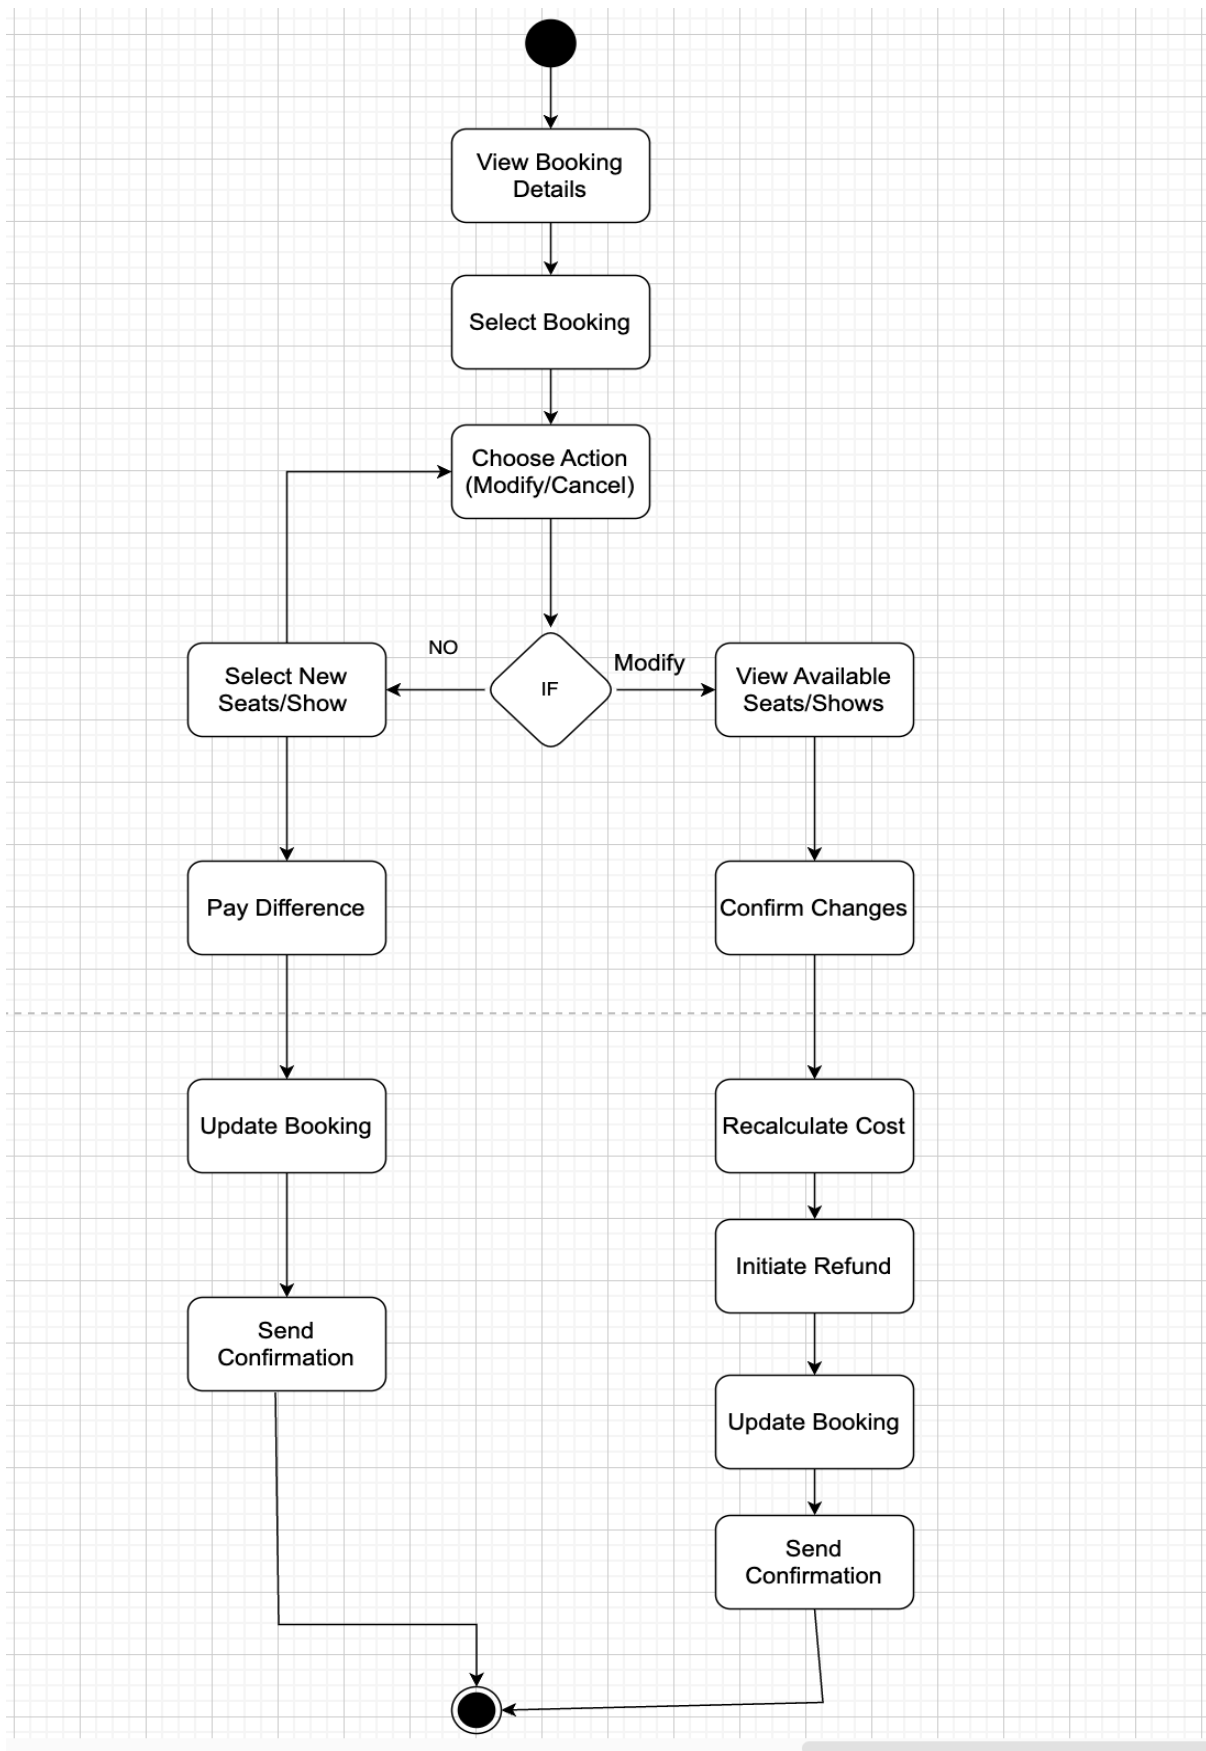 View Booking
Details
Select Booking
Choose Action
(Modify/Cancel)
NO
IF
Modify
Select New
Seats/Show
View Available
Seats/Shows
Pay Difference
Confirm Changes
Update Booking
Recalculate Cost
Initiate Refund
Send
Confirmation
Update Booking
Send
Confirmation